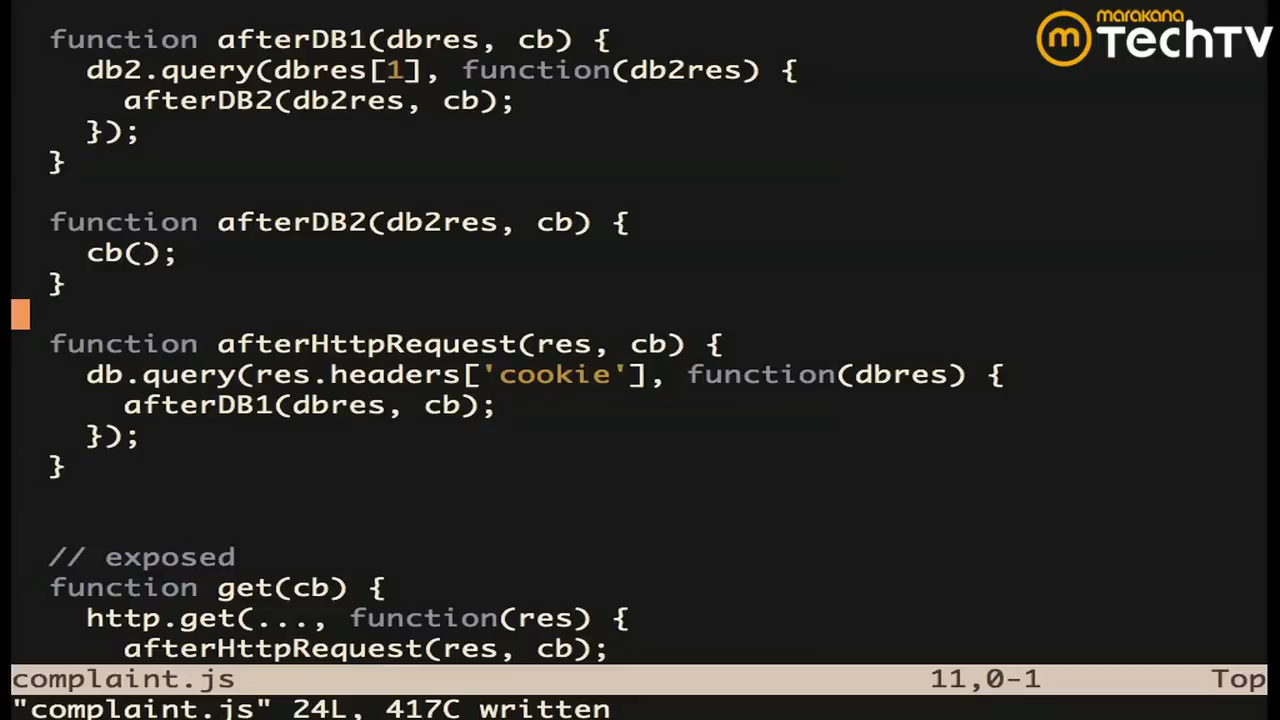 marakana
TechTV
function afterDB1(dbres, cb) {
db2.query(dbres[1], function(db2res) {
afterDB2(db2res, cb);
});
}
function afterDB2(db2res, cb) {
cb();
}
function afterHttpRequest(res, cb) {
db.query(res.headers['cookie'], function(dbres) {
afterDB1(dbres, cb);
});
}
// exposed
function get(cb) {
http.get(..., function(res) {
afterHttpRequest(res, cb);
complaint.js 11,0-1 Top
"complaint.js" 24L, 417C written